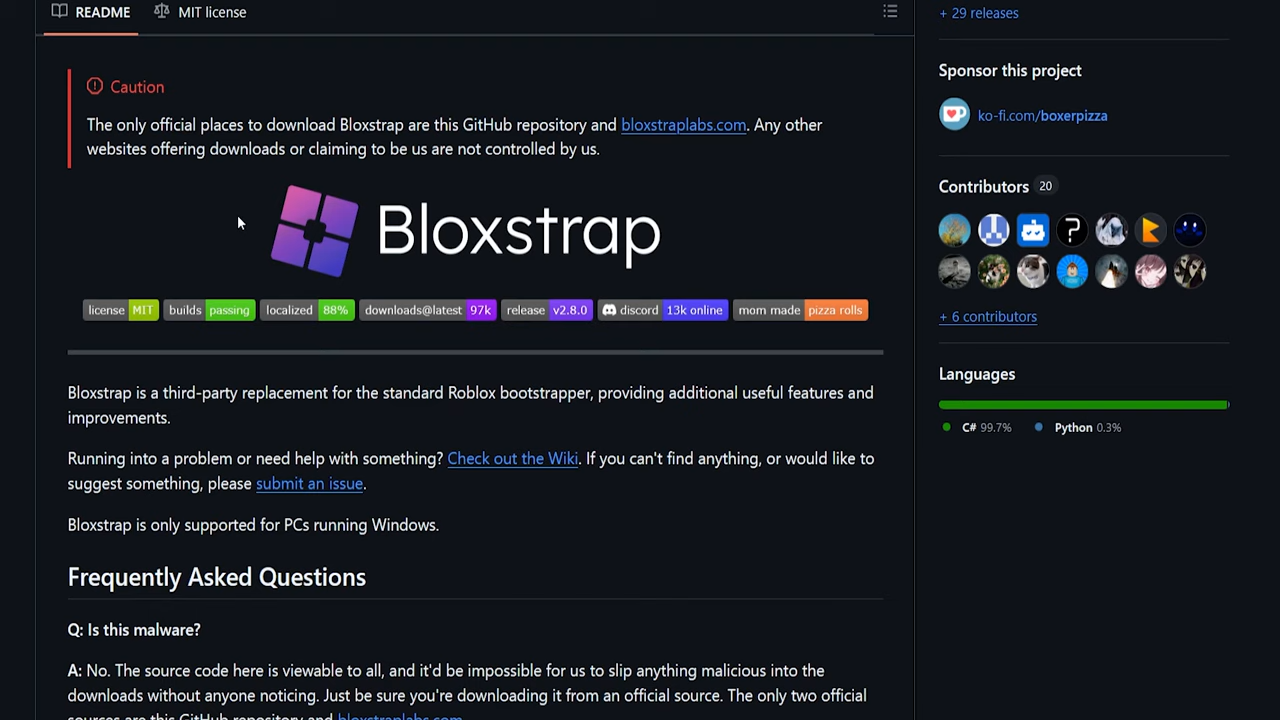 README
MIT license
Caution
The only official places to download Bloxstrap are this GitHub repository and bloxstraplabs.com. Any other
websites offering downloads or claiming to be us are not controlled by us.
Bloxstrap
license MIT builds passing localized 88% downloads@latest 97k release v2.8.0 discord 13k online mom made pizza rolls
Bloxstrap is a third-party replacement for the standard Roblox bootstrapper, providing additional useful features and
improvements.
Running into a problem or need help with something? Check out the Wiki. If you can't find anything, or would like to
suggest something, please submit an issue.
Bloxstrap is only supported for PCs running Windows.
Frequently Asked Questions
Q: Is this malware?
A: No. The source code here is viewable to all, and it'd be impossible for us to slip anything malicious into the
downloads without anyone noticing. Just be sure you're downloading it from an official source. The only two official
sources are this GitHub repository and bloxstraplabs.com
+ 29 releases
Sponsor this project
ko-fi.com/boxerpizza
Contributors 20
+ 6 contributors
Languages
C# 99.7% Python 0.3%